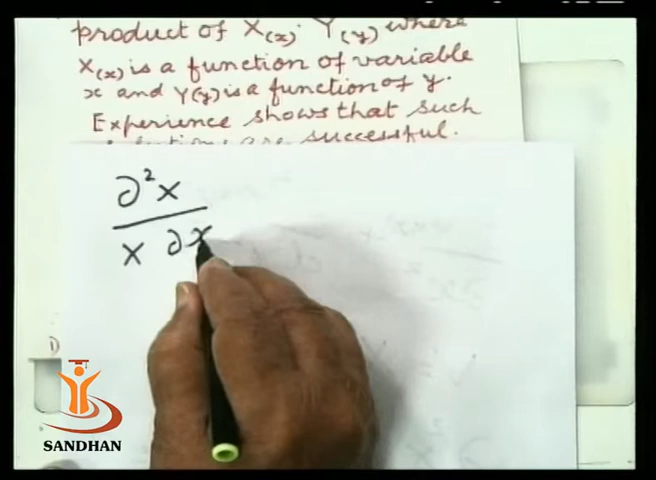 product of X(x) · Y(y) where
X(x) is a function of variable
x and Y(y) is a function of y.
Experience shows that such
are successful.
∂²X
X ∂x
SANDHAN